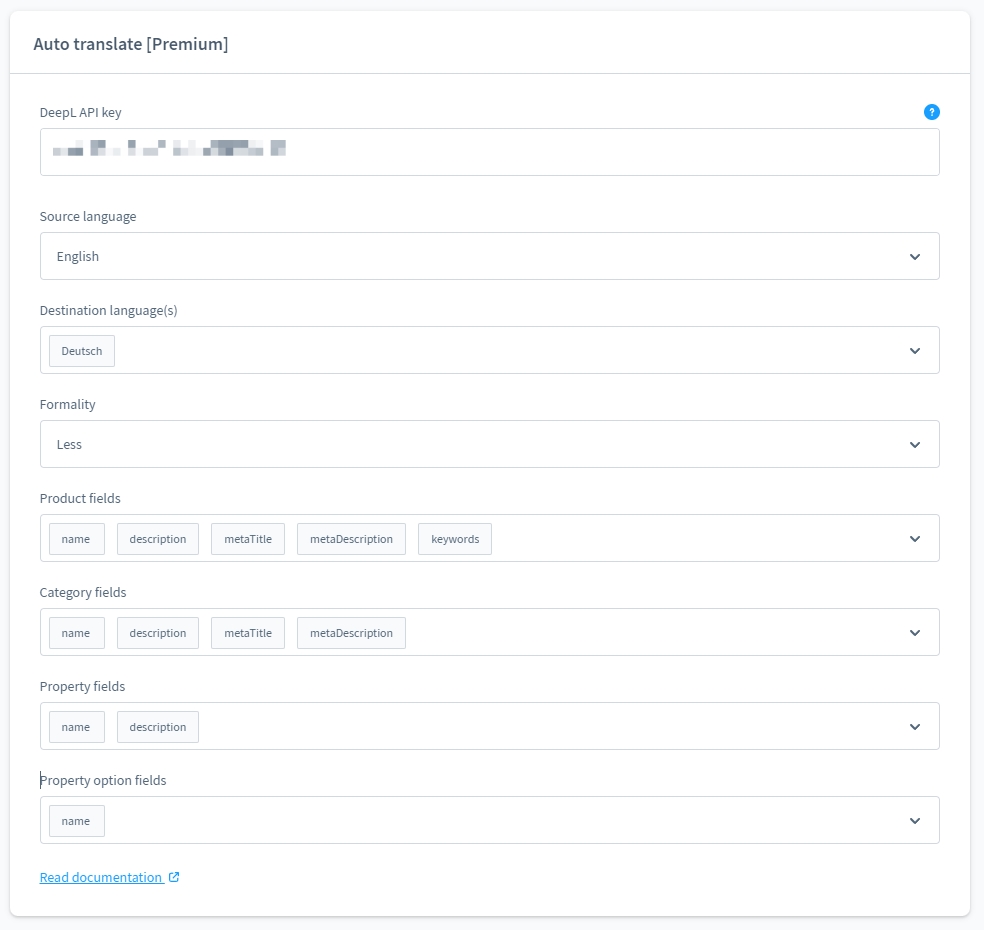 Auto translate [Premium]
DeepL API key
?
Source language
English
Destination language(s)
Deutsch
Formality
Less
Product fields
name description metaTitle metaDescription keywords
Category fields
name description metaTitle metaDescription
Property fields
name description
Property option fields
name
Read documentation